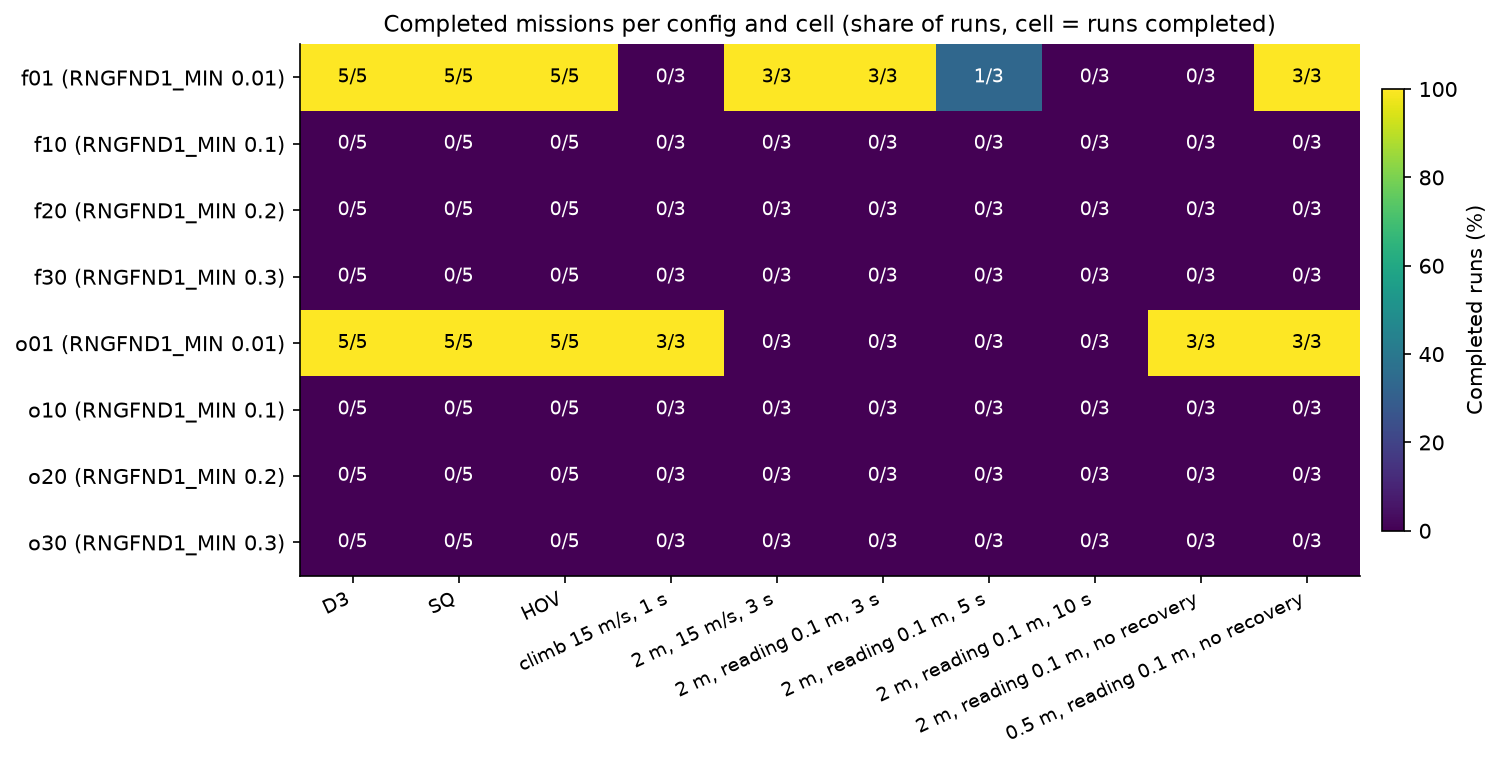 Completed missions per config and cell (share of runs, cell = runs completed)
f01 (RNGFND1_MIN 0.01) 5/5 5/5 5/5 0/3 3/3 3/3 1/3 0/3 0/3 3/3
f10 (RNGFND1_MIN 0.1) 0/5 0/5 0/5 0/3 0/3 0/3 0/3 0/3 0/3 0/3
f20 (RNGFND1_MIN 0.2) 0/5 0/5 0/5 0/3 0/3 0/3 0/3 0/3 0/3 0/3
f30 (RNGFND1_MIN 0.3) 0/5 0/5 0/5 0/3 0/3 0/3 0/3 0/3 0/3 0/3
o01 (RNGFND1_MIN 0.01) 5/5 5/5 5/5 3/3 0/3 0/3 0/3 0/3 3/3 3/3
o10 (RNGFND1_MIN 0.1) 0/5 0/5 0/5 0/3 0/3 0/3 0/3 0/3 0/3 0/3
o20 (RNGFND1_MIN 0.2) 0/5 0/5 0/5 0/3 0/3 0/3 0/3 0/3 0/3 0/3
o30 (RNGFND1_MIN 0.3) 0/5 0/5 0/5 0/3 0/3 0/3 0/3 0/3 0/3 0/3
D3
SQ
HOV
climb 15 m/s, 1 s
2 m, 15 m/s, 3 s
2 m, reading 0.1 m, 3 s
2 m, reading 0.1 m, 5 s
2 m, reading 0.1 m, 10 s
2 m, reading 0.1 m, no recovery
0.5 m, reading 0.1 m, no recovery
100
80
60
40
20
0
Completed runs (%)